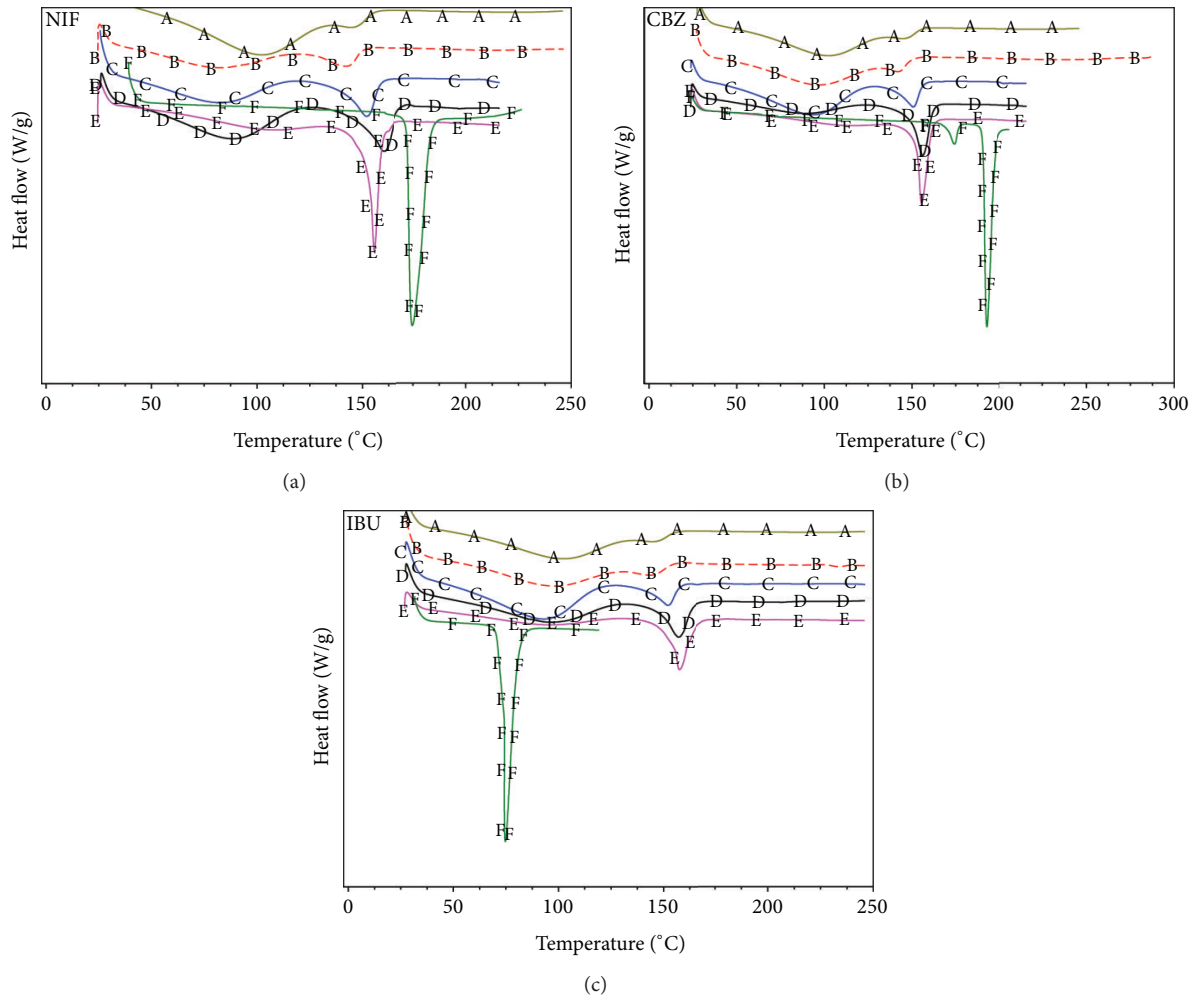 NIF
Heat flow (W/g)
0 50 100 150 200 250
Temperature (°C)
(a)
CBZ
Heat flow (W/g)
0 50 100 150 200 250 300
Temperature (°C)
(b)
IBU
Heat flow (W/g)
0 50 100 150 200 250
Temperature (°C)
(c)